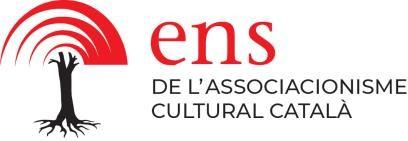 ens
DE L’ASSOCIACIONISME
CULTURAL CATALÀ